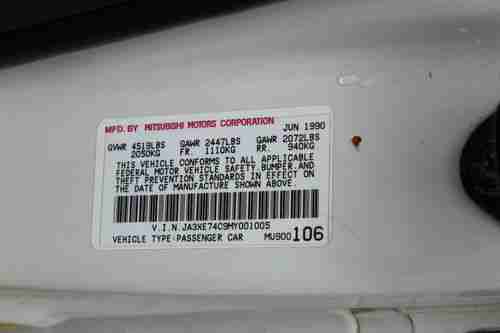 MFD. BY MITSUBISHI MOTORS CORPORATION
JUN 1990
GVWR 4519LBS GAWR 2447LBS GAWR 2072LBS
2050KG FR. 1110KG RR. 940KG
THIS VEHICLE CONFORMS TO ALL APPLICABLE
FEDERAL MOTOR VEHICLE SAFETY BUMPER, AND
THEFT PREVENTION STANDARDS IN EFFECT ON
THE DATE OF MANUFACTURE SHOWN ABOVE.
V.I.N. JA3XE74C9MY001005
VEHICLE TYPE:PASSENGER CAR MU900106